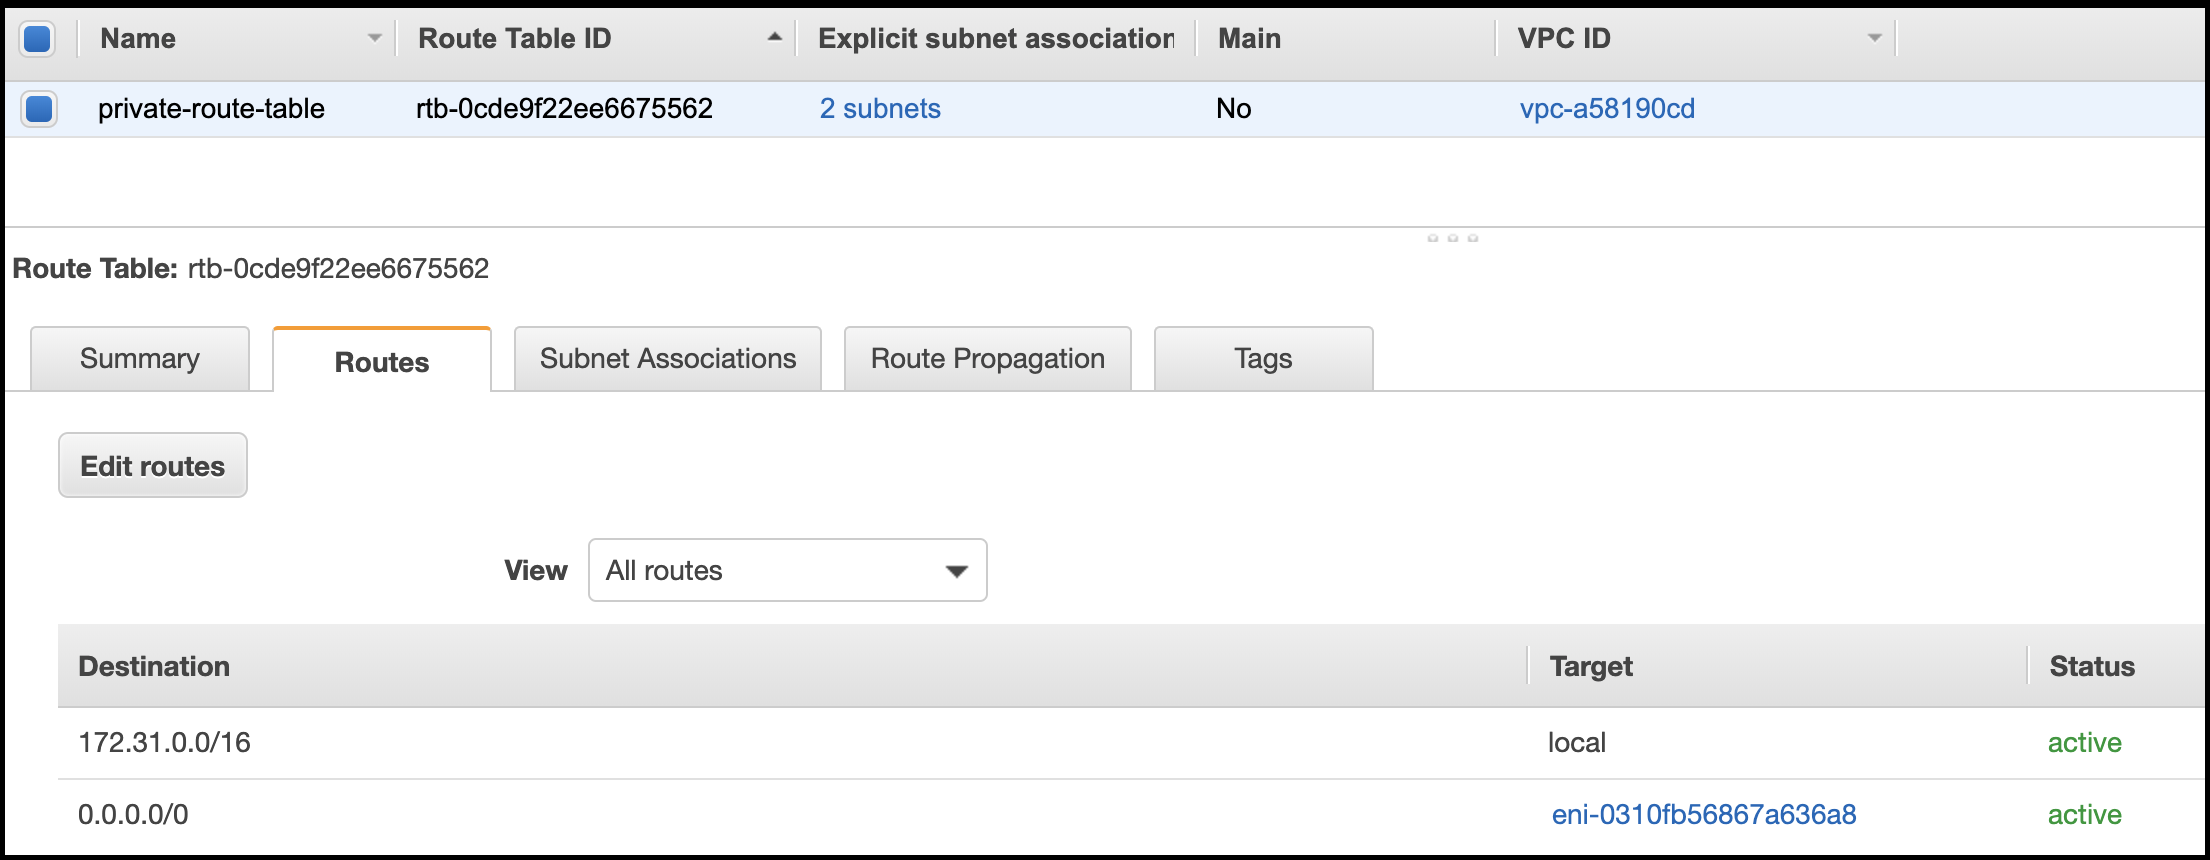 Name Route Table ID Explicit subnet association Main VPC ID
private-route-table rtb-0cde9f22ee6675562 2 subnets No vpc-a58190cd
Route Table: rtb-0cde9f22ee6675562
Summary Routes Subnet Associations Route Propagation Tags
Edit routes
View All routes
Destination Target Status
172.31.0.0/16 local active
0.0.0.0/0 eni-0310fb56867a636a8 active